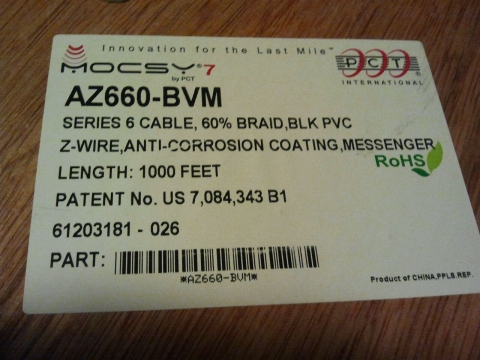 Innovation for the Last Mile™
MOCSY®7
by PCT
PCT®
INTERNATIONAL
AZ660-BVM
SERIES 6 CABLE, 60% BRAID,BLK PVC
Z-WIRE,ANTI-CORROSION COATING,MESSENGER
RoHS
LENGTH: 1000 FEET
PATENT No. US 7,084,343 B1
61203181 - 026
PART:
*AZ660-BVM*
Product of CHINA,PPLS.REP.